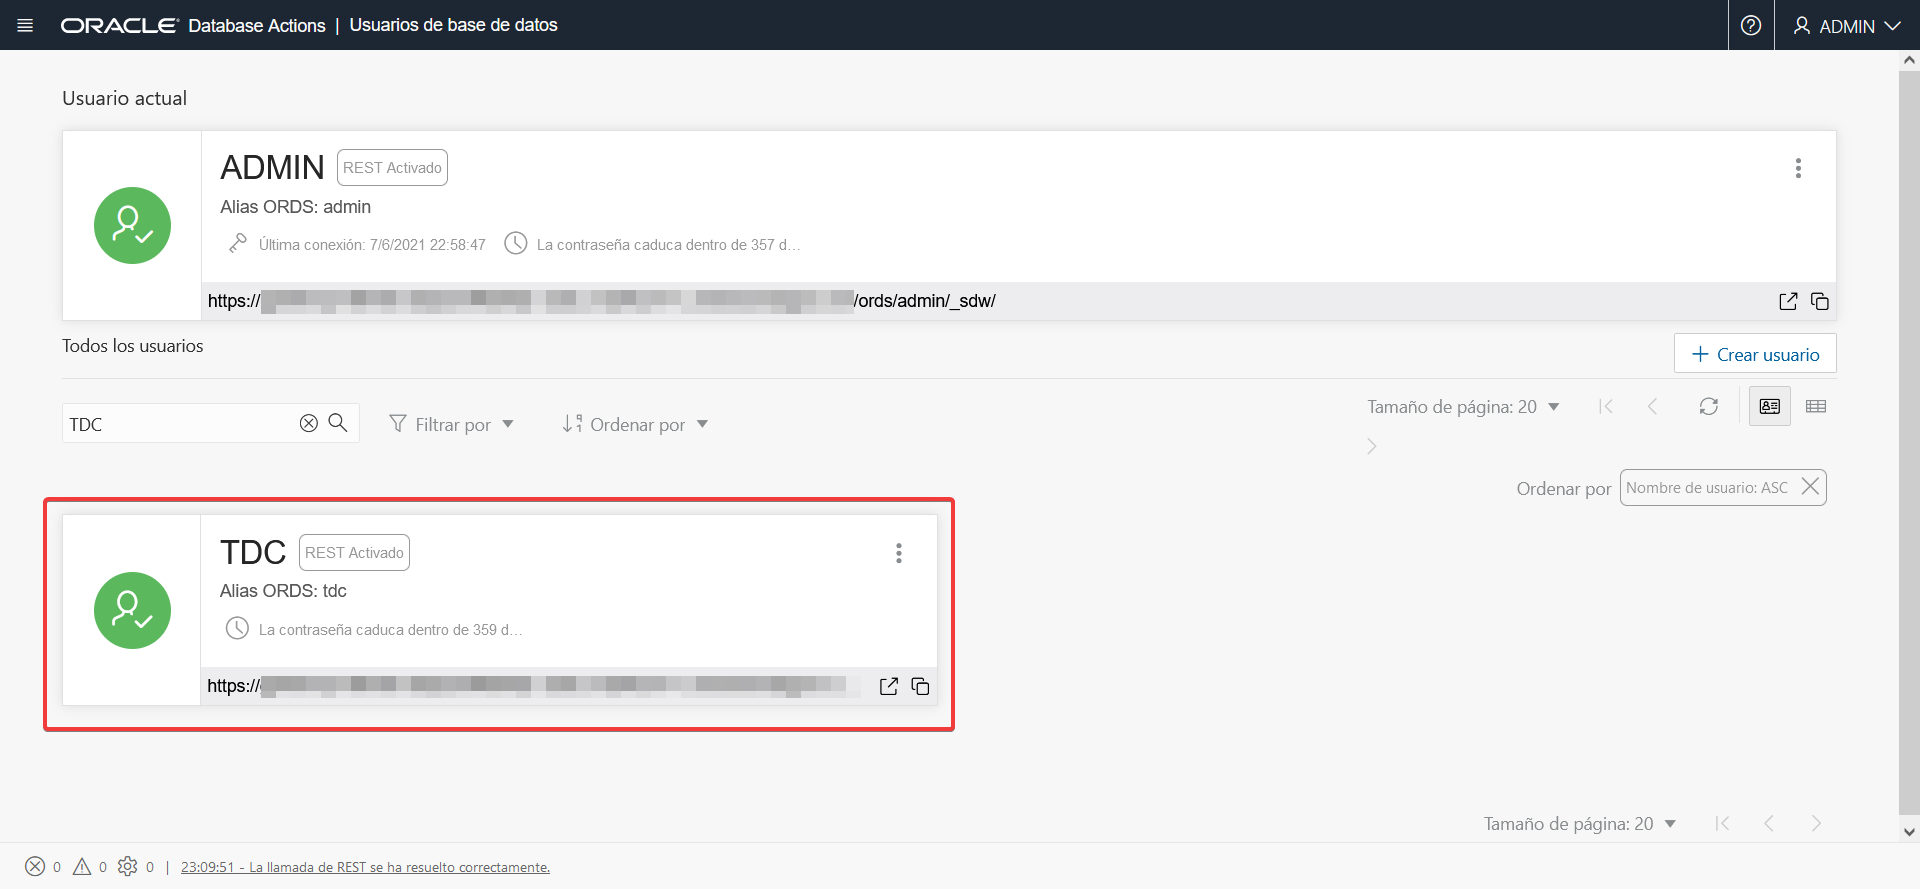 ORACLE® Database Actions | Usuarios de base de datos
ADMIN
Usuario actual
ADMIN REST Activado
Alias ORDS: admin
Última conexión: 7/6/2021 22:58:47 La contraseña caduca dentro de 357 d...
https:// /ords/admin/_sdw/
Todos los usuarios
+ Crear usuario
TDC
Filtrar por
Ordenar por
Tamaño de página: 20
Ordenar por Nombre de usuario: ASC
TDC REST Activado
Alias ORDS: tdc
La contraseña caduca dentro de 359 d...
https://
Tamaño de página: 20
0 0 0 | 23:09:51 - La llamada de REST se ha resuelto correctamente.